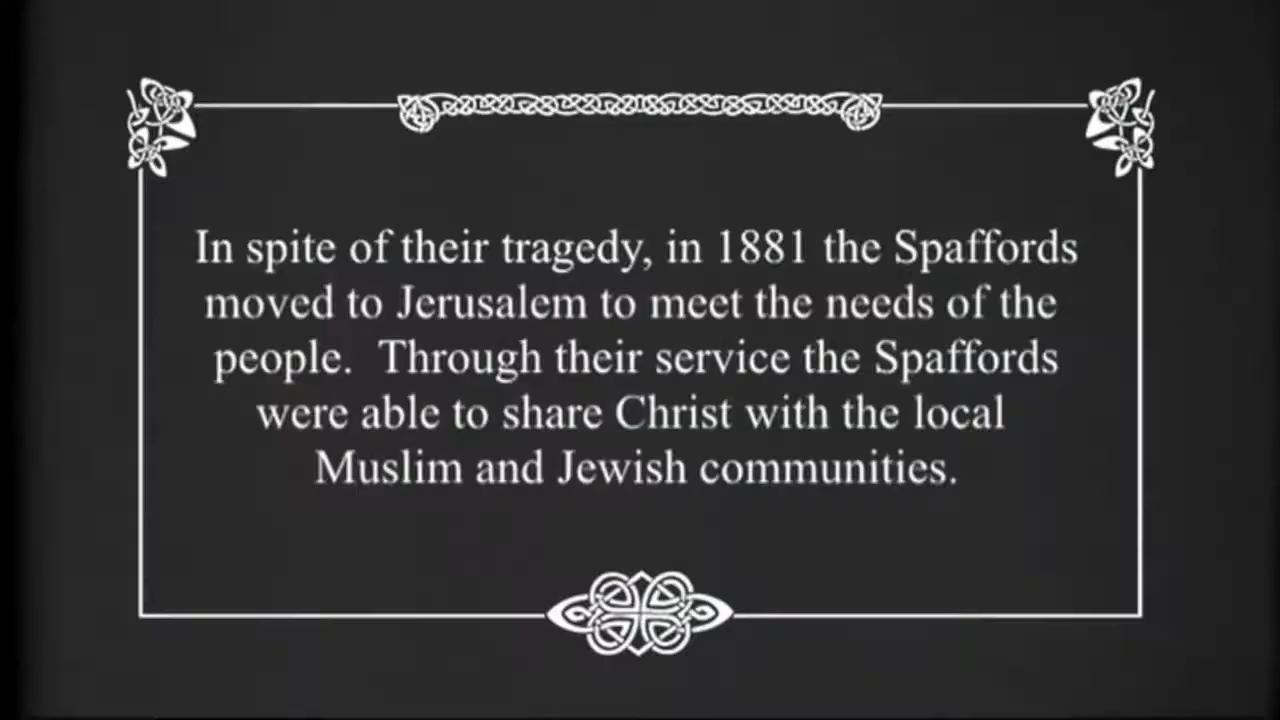 In spite of their tragedy, in 1881 the Spaffords
moved to Jerusalem to meet the needs of the
people.  Through their service the Spaffords
were able to share Christ with the local
Muslim and Jewish communities.